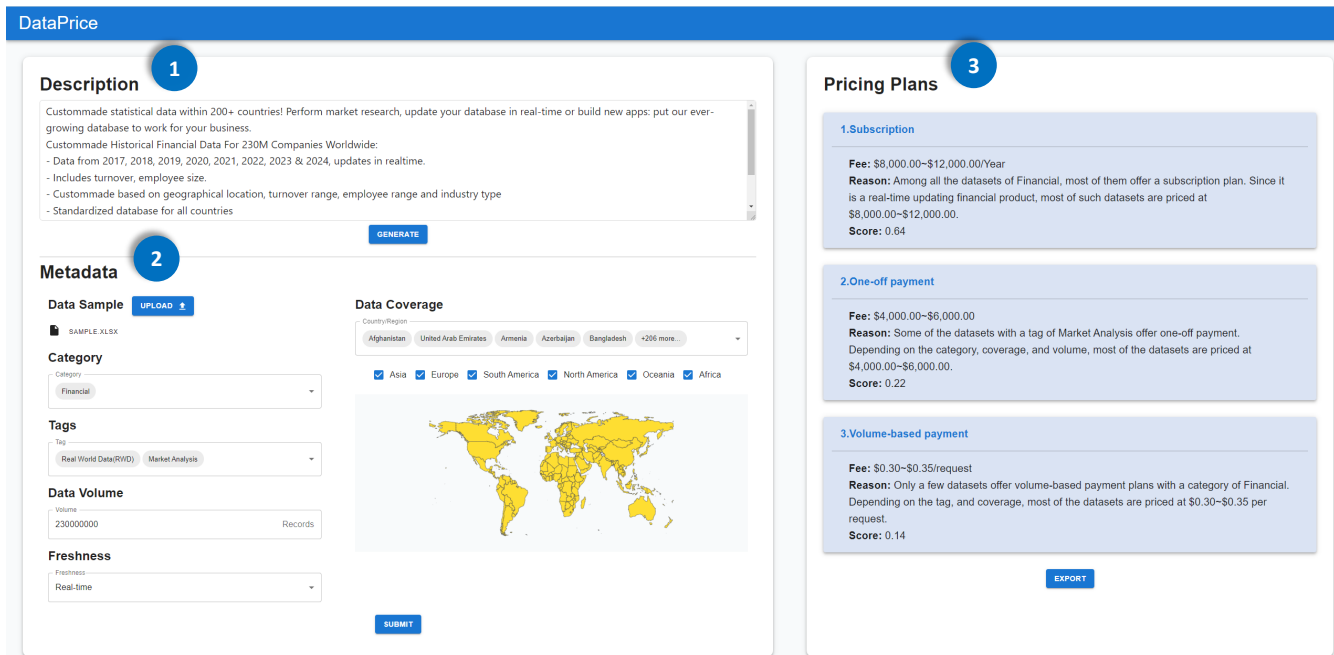 DataPrice
1
Description
Custommade statistical data within 200+ countries! Perform market research, update your database in real-time or build new apps: put our ever-
growing database to work for your business.
Custommade Historical Financial Data For 230M Companies Worldwide:
- Data from 2017, 2018, 2019, 2020, 2021, 2022, 2023 & 2024, updates in realtime.
- Includes turnover, employee size.
- Custommade based on geographical location, turnover range, employee range and industry type
- Standardized database for all countries
GENERATE
2
Metadata
Data Sample
UPLOAD
SAMPLE.XLSX
Category
Category
Financial
Tags
Tag
Real World Data(RWD)
Market Analysis
Data Volume
Volume
230000000
Records
Freshness
Freshness
Real-time
Data Coverage
Country/Region
Afghanistan
United Arab Emirates
Armenia
Azerbaijan
Bangladesh
+206 more...
Asia
Europe
South America
North America
Oceania
Africa
SUBMIT
3
Pricing Plans
1.Subscription
Fee: $8,000.00~$12,000.00/Year
Reason: Among all the datasets of Financial, most of them offer a subscription plan. Since it
is a real-time updating financial product, most of such datasets are priced at
$8,000.00~$12,000.00.
Score: 0.64
2.One-off payment
Fee: $4,000.00~$6,000.00
Reason: Some of the datasets with a tag of Market Analysis offer one-off payment.
Depending on the category, coverage, and volume, most of the datasets are priced at
$4,000.00~$6,000.00.
Score: 0.22
3.Volume-based payment
Fee: $0.30~$0.35/request
Reason: Only a few datasets offer volume-based payment plans with a category of Financial.
Depending on the tag, and coverage, most of the datasets are priced at $0.30~$0.35 per
request.
Score: 0.14
EXPORT